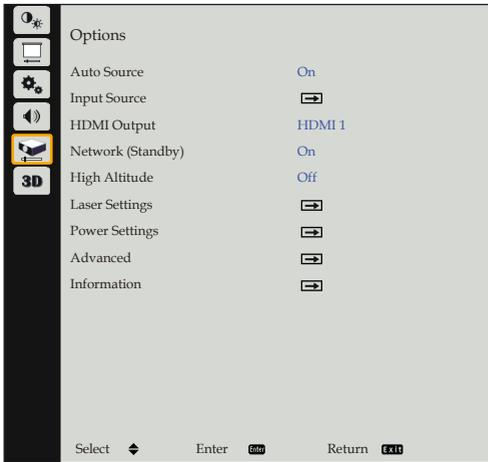 Options
Auto Source On
Input Source
HDMI Output HDMI 1
Network (Standby) On
High Altitude Off
Laser Settings
Power Settings
Advanced
Information
3D
Select Enter Enter Return Exit